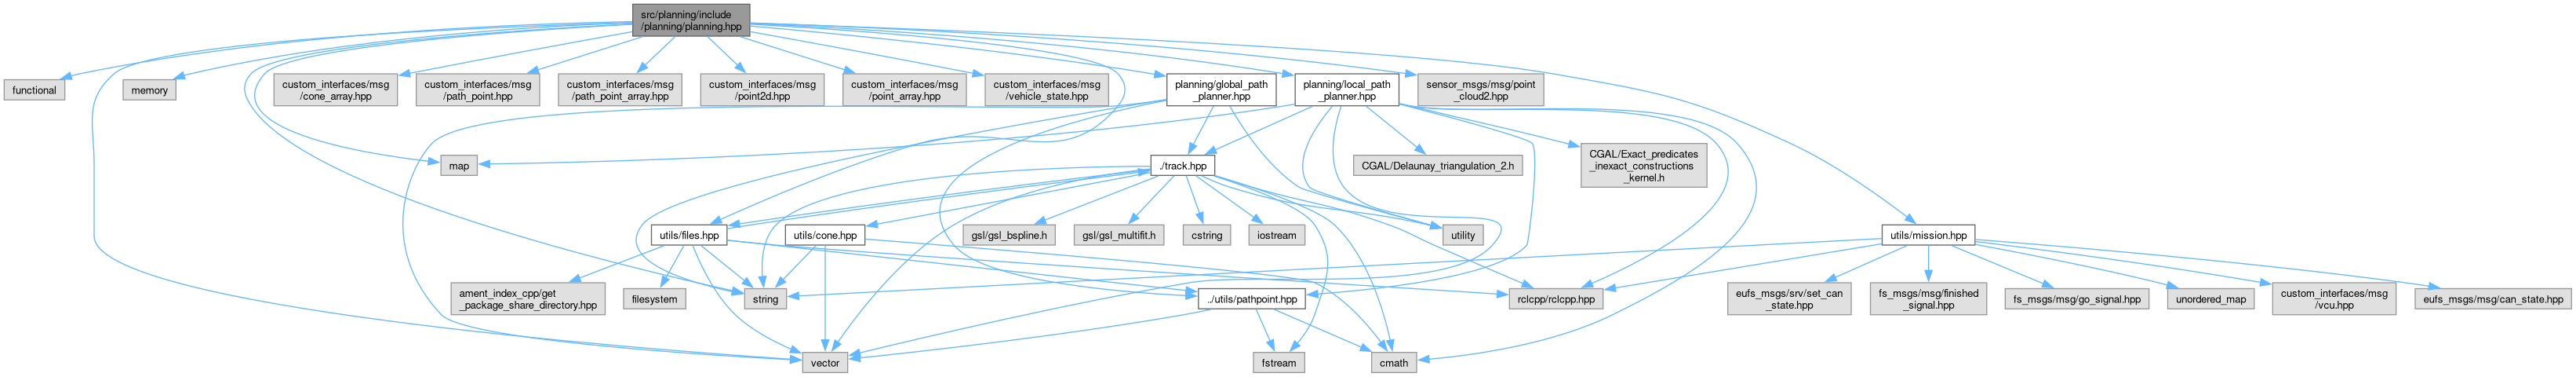 src/planning/include
/planning/planning.hpp
functional
memory
custom_interfaces/msg
/cone_array.hpp
custom_interfaces/msg
/path_point.hpp
custom_interfaces/msg
/path_point_array.hpp
custom_interfaces/msg
/point2d.hpp
custom_interfaces/msg
/point_array.hpp
custom_interfaces/msg
/vehicle_state.hpp
planning/global_path
_planner.hpp
planning/local_path
_planner.hpp
sensor_msgs/msg/point
_cloud2.hpp
map
./track.hpp
CGAL/Delaunay_triangulation_2.h
CGAL/Exact_predicates
_inexact_constructions
_kernel.h
utils/files.hpp
utils/cone.hpp
gsl/gsl_bspline.h
gsl/gsl_multifit.h
cstring
iostream
utility
utils/mission.hpp
ament_index_cpp/get
_package_share_directory.hpp
filesystem
string
../utils/pathpoint.hpp
rclcpp/rclcpp.hpp
eufs_msgs/srv/set_can
_state.hpp
fs_msgs/msg/finished
_signal.hpp
fs_msgs/msg/go_signal.hpp
unordered_map
custom_interfaces/msg
/vcu.hpp
eufs_msgs/msg/can_state.hpp
vector
fstream
cmath